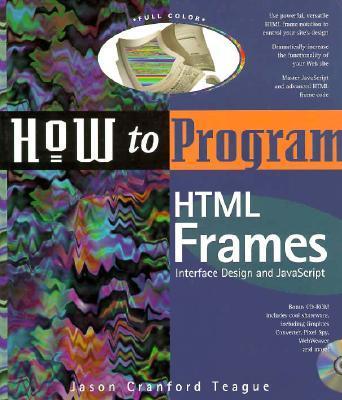 • FULL COLOR •
Use powerful, versatile
HTML frame notation to
control your site's design
Dramatically increase
the functionality of
your Web site
Master JavaScript
and advanced HTML
frame code
HOW to Program
HTML
Frames
Interface Design and JavaScript
Bonus CD-ROM
includes cool shareware,
including Graphics
Converter, Pixel Spy,
WebWeaver
and more!
Jason Cranford Teague